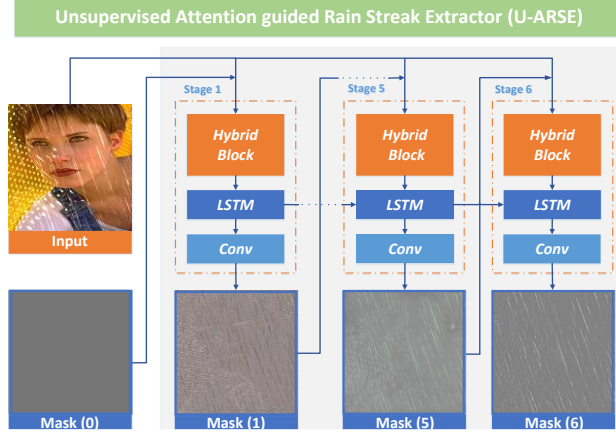 Unsupervised Attention guided Rain Streak Extractor (U-ARSE)
Stage 1
Stage 5
Stage 6
Hybrid
Block
Hybrid
Block
Hybrid
Block
LSTM
LSTM
LSTM
Input
Conv
Conv
Conv
Mask (0)
Mask (1)
Mask (5)
Mask (6)